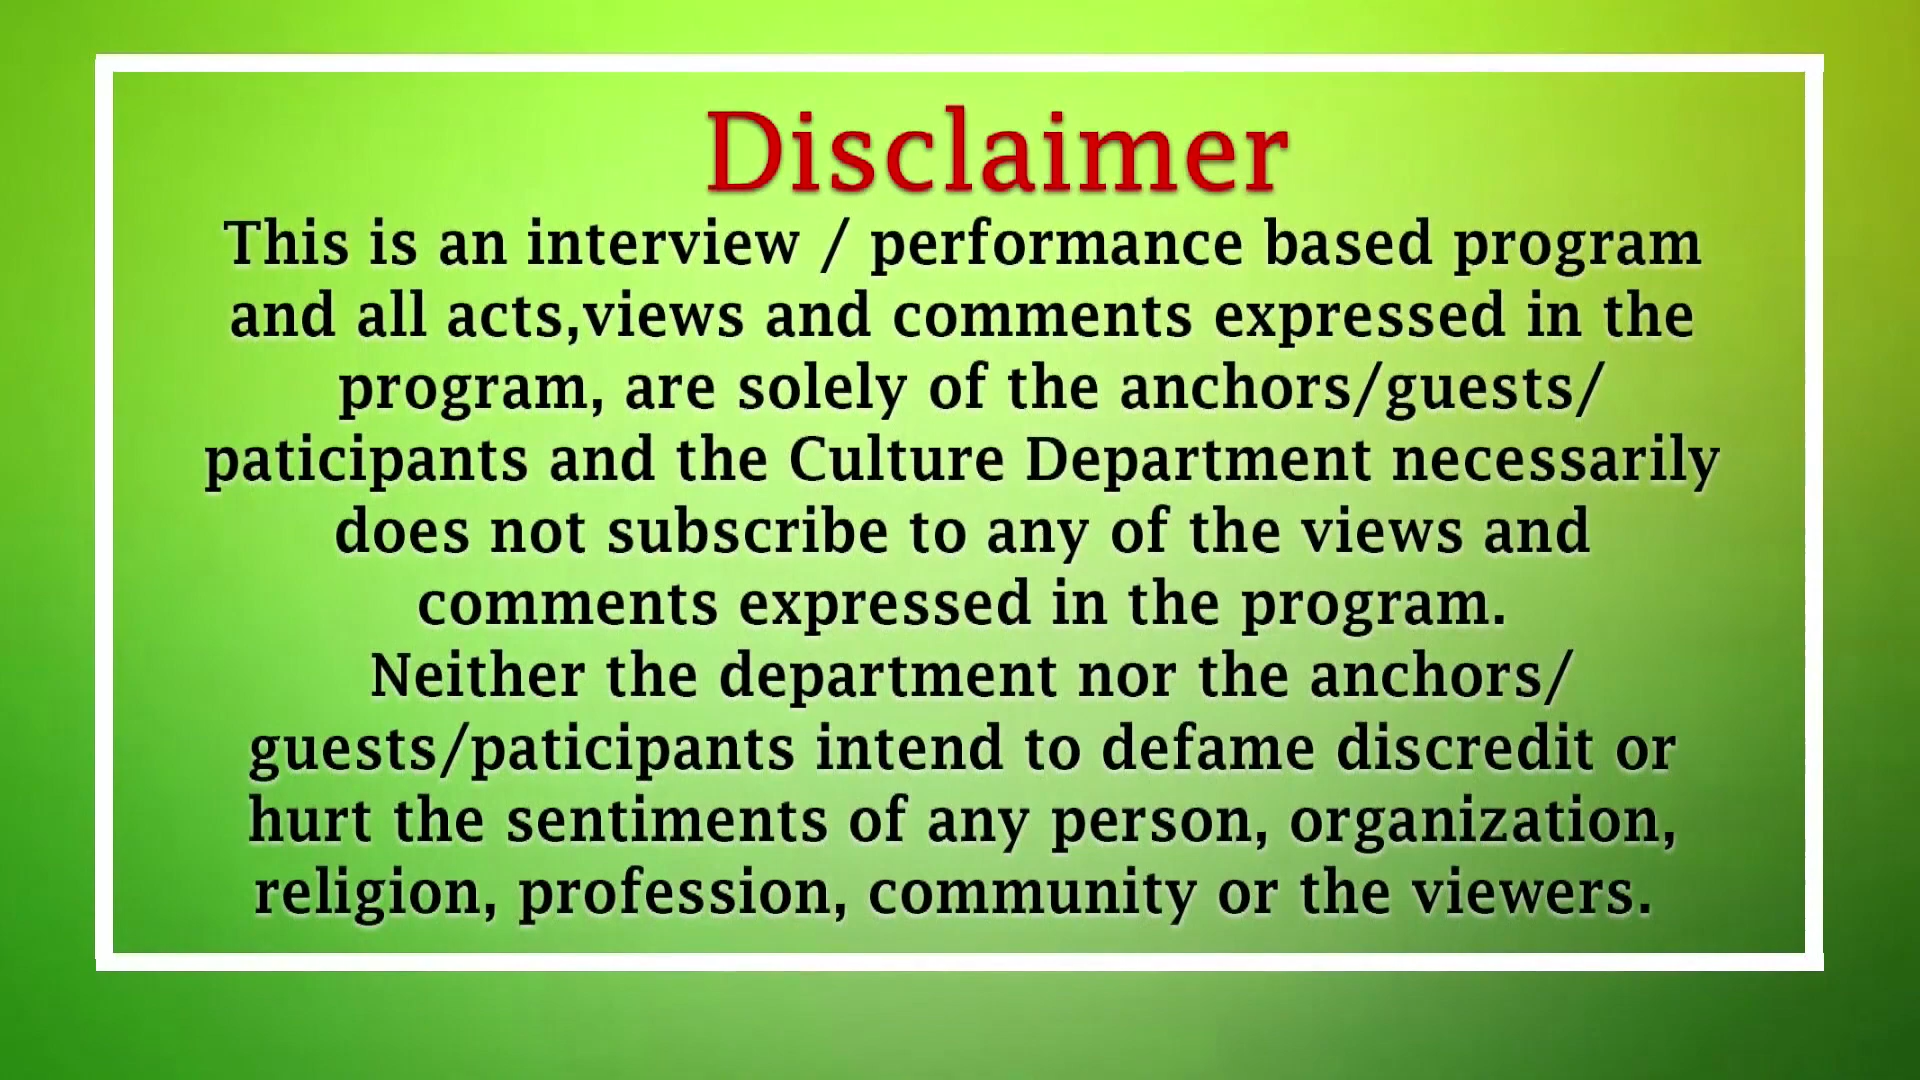 Disclaimer
This is an interview / performance based program
and all acts,views and comments expressed in the
program, are solely of the anchors/guests/
paticipants and the Culture Department necessarily
does not subscribe to any of the views and
comments expressed in the program.
Neither the department nor the anchors/
guests/paticipants intend to defame discredit or
hurt the sentiments of any person, organization,
religion, profession, community or the viewers.